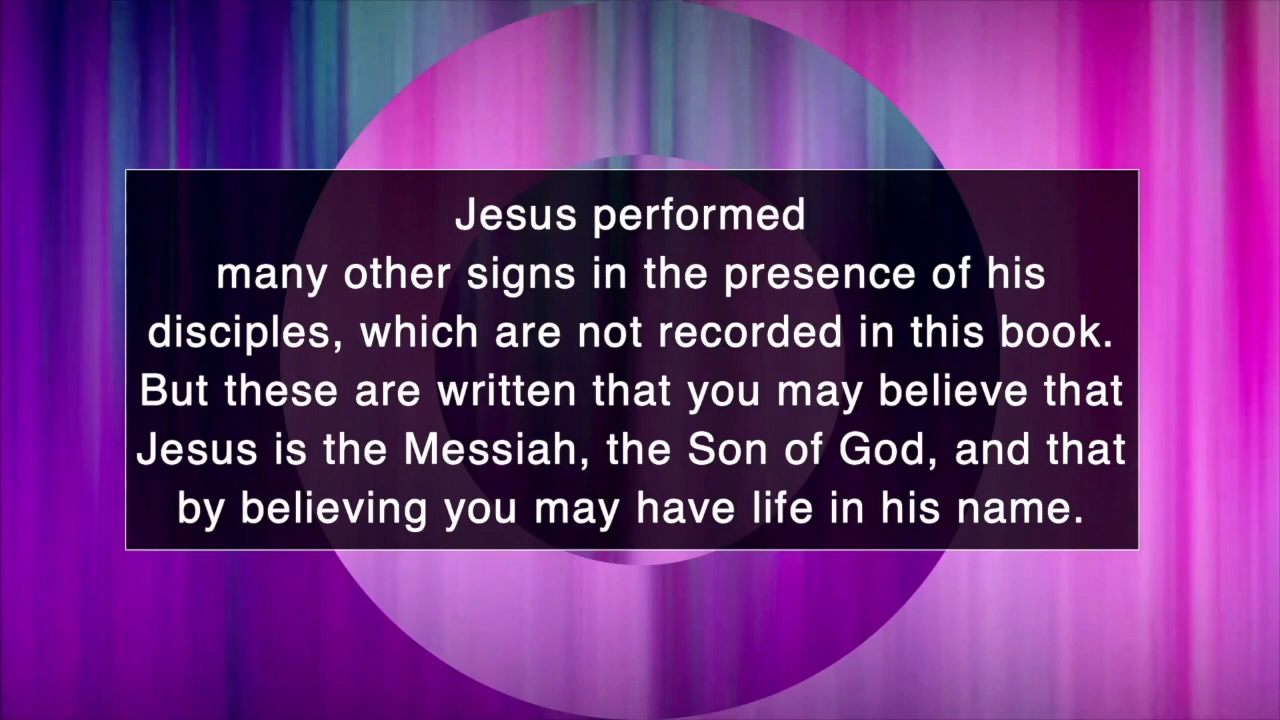 Jesus performed
many other signs in the presence of his
disciples, which are not recorded in this book.
But these are written that you may believe that
Jesus is the Messiah, the Son of God, and that
by believing you may have life in his name.